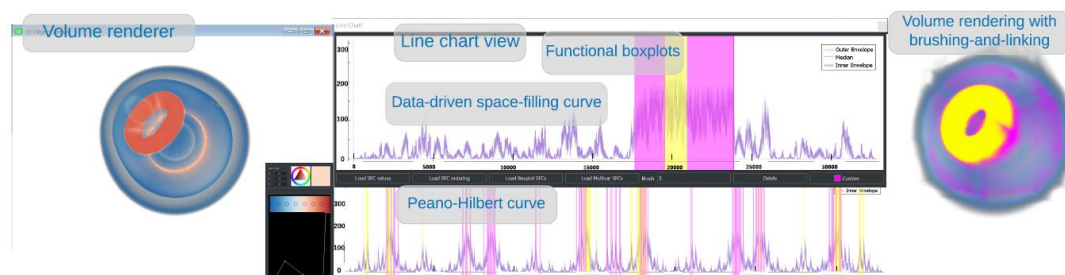 Volume renderer
Line Chart
Line chart view
Functional boxplots
Outer Envelope
Median
Inner Envelope
Data-driven space-filling curve
300
200
100
0
0
5000
10000
15000
20000
25000
30000
Load SFC values
Load SFC ordering
Load Boxplot SFCs
Load Multivar SFCs
Brush 2
Delete
Custom
Peano-Hilbert curve
Inner Envelope
300
200
100
0
Volume rendering with
brushing-and-linking